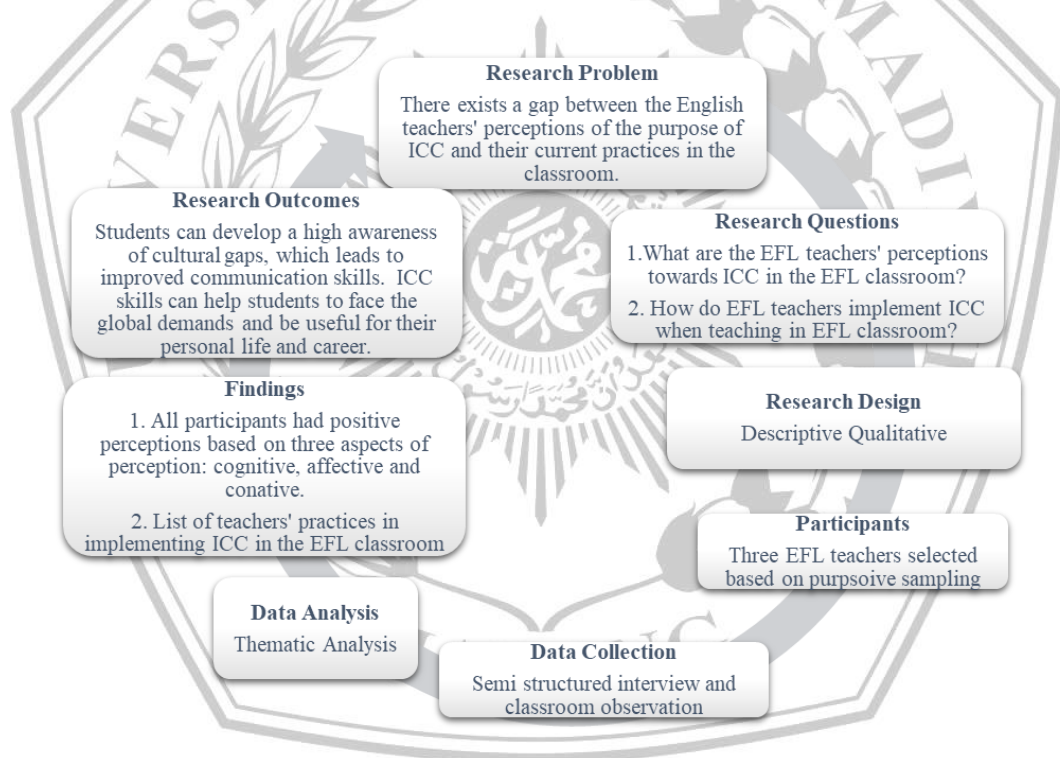 Research Problem
There exists a gap between the English
teachers' perceptions of the purpose of
ICC and their current practices in the
classroom.
Research Questions
1.What are the EFL teachers' perceptions
towards ICC in the EFL classroom?
2. How do EFL teachers implement ICC
when teaching in EFL classroom?
Research Design
Descriptive Qualitative
Participants
Three EFL teachers selected
based on purpsoive sampling
Data Collection
Semi structured interview and
classroom observation
Data Analysis
Thematic Analysis
Findings
1. All participants had positive
perceptions based on three aspects of
perception: cognitive, affective and
conative.
2. List of teachers' practices in
implementing ICC in the EFL classroom
Research Outcomes
Students can develop a high awareness
of cultural gaps, which leads to
improved communication skills.  ICC
skills can help students to face the
global demands and be useful for their
personal life and career.